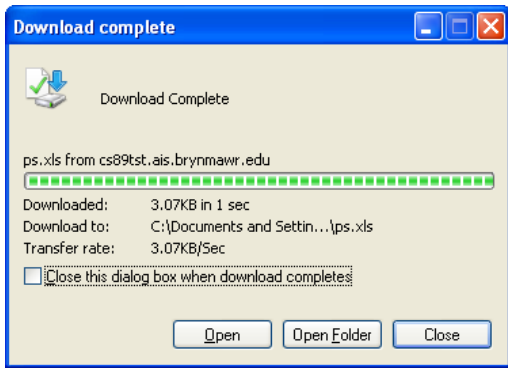 Download complete
Download Complete
ps.xls from cs89tst.ais.brynmawr.edu
Downloaded: 3.07KB in 1 sec
Download to: C:\Documents and Settin...\ps.xls
Transfer rate: 3.07KB/Sec
Close this dialog box when download completes
Open Open Folder Close